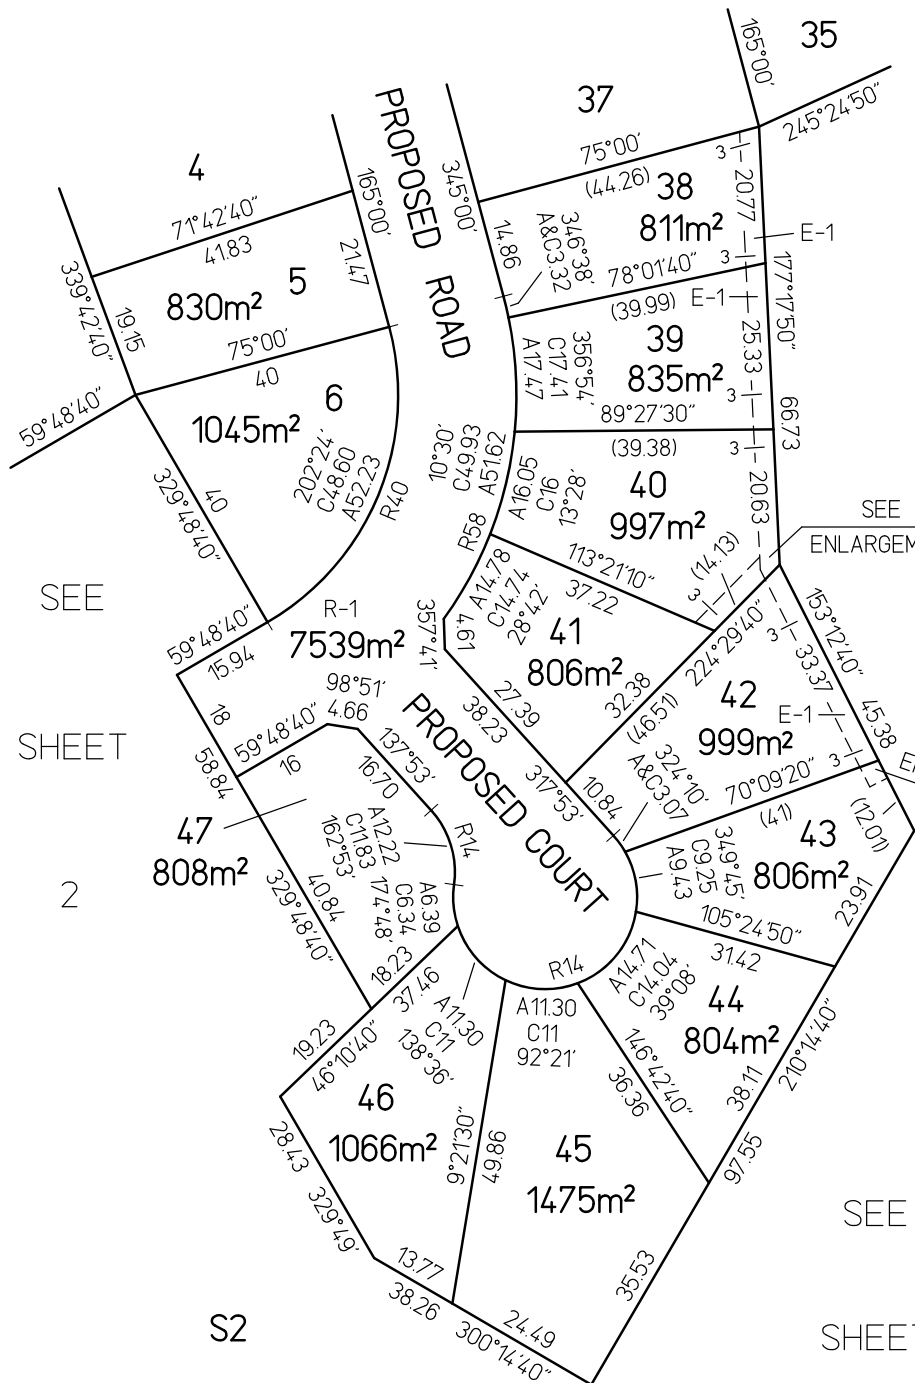 165°00'
35
245°24'50"
37
PROPOSED ROAD
4
75°00'
(44.26)
3
20.77
38
811m²
E-1
3
165°00'
345°00'
71°42'40"
41.83
21.47
14.86
346°38'
A&C3.32
78°01'40"
(39.99)
E-1
177°17'50"
339°42'40"
19.15
5
830m²
75°00'
40
39
835m²
356°54'
C17.41
A17.47
25.33
3
89°27'30"
66.73
59°48'40"
6
1045m²
202°24'
C48.60
A52.23
R40
10°30'
C49.93
A51.62
R58
(39.38)
3
40
997m²
A16.05
C16
13°28'
20.63
40
329°48'40"
SEE
ENLARGEM
(14.13)
3
113°21'10"
37.22
A14.78
C14.74
28°42'
SEE
R-1
7539m²
357°41'
4.61
41
806m²
224°29'40"
(46.51)
32.38
3
153°12'40"
33.37
45.38
59°48'40"
15.94
18
98°51'
4.66
27.39
38.23
317°53'
42
999m²
E-1
3
EN
SHEET
58.84
59°48'40"
16
137°53'
16.70
PROPOSED COURT
10.84
324°10'
A&C3.07
70°09'20"
(41)
(12.01)
47
808m²
A12.22
C11.83
162°53'
R14
349°45'
C9.25
A9.43
43
806m²
23.91
2
40.84
329°48'40"
174°48'
C6.34
A6.39
105°24'50"
31.42
18.23
37.46
R14
A14.71
C14.04
39°08'
44
804m²
19.23
46°10'40"
A11.30
C11
138°36'
A11.30
C11
92°21'
146°42'40"
36.36
38.11
210°14'40"
46
1066m²
28.43
329°49'
9°21'30"
49.86
45
1475m²
97.55
SEE
13.77
38.26
35.53
S2
24.49
300°14'40"
SHEET